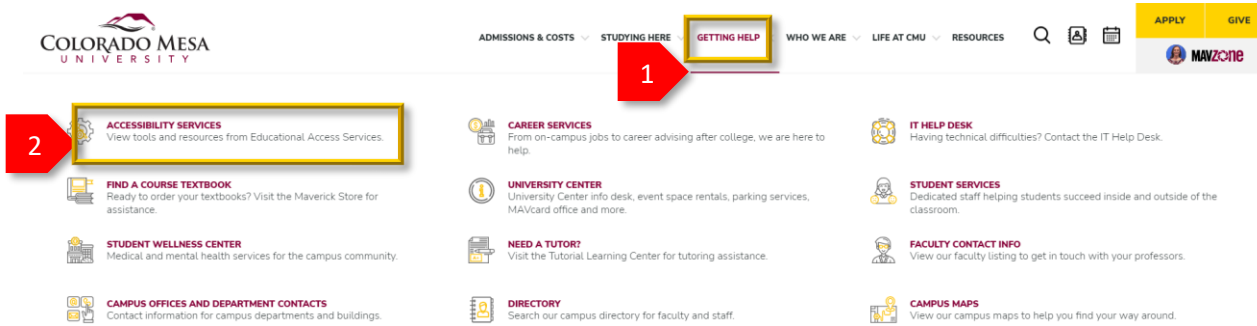 COLORADO MESA
UNIVERSITY
ADMISSIONS & COSTS
STUDYING HERE
GETTING HELP
WHO WE ARE
LIFE AT CMU
RESOURCES
APPLY
GIVE
MAVZONE
1
2
ACCESSIBILITY SERVICES
View tools and resources from Educational Access Services.
CAREER SERVICES
From on-campus jobs to career advising after college, we are here to
help.
IT HELP DESK
Having technical difficulties? Contact the IT Help Desk.
FIND A COURSE TEXTBOOK
Ready to order your textbooks? Visit the Maverick Store for
assistance.
UNIVERSITY CENTER
University Center info desk, event space rentals, parking services,
MAVcard office and more.
STUDENT SERVICES
Dedicated staff helping students succeed inside and outside of the
classroom.
STUDENT WELLNESS CENTER
Medical and mental health services for the campus community.
NEED A TUTOR?
Visit the Tutorial Learning Center for tutoring assistance.
FACULTY CONTACT INFO
View our faculty listing to get in touch with your professors.
CAMPUS OFFICES AND DEPARTMENT CONTACTS
Contact information for campus departments and buildings.
DIRECTORY
Search our campus directory for faculty and staff.
CAMPUS MAPS
View our campus maps to help you find your way around.